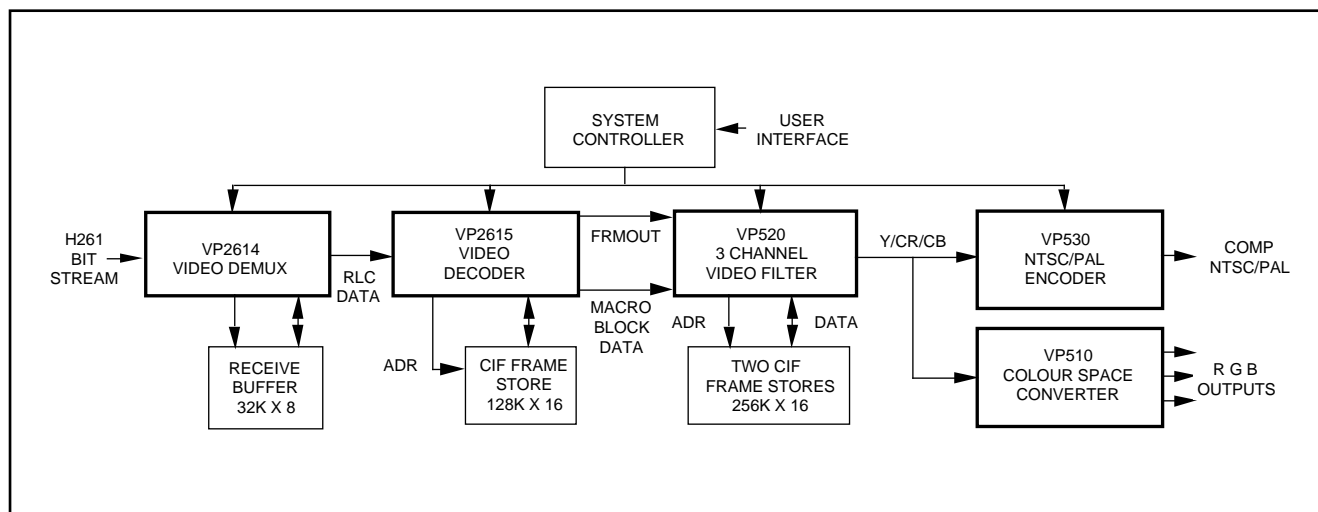 SYSTEM
CONTROLLER
USER
INTERFACE
H261
BIT
STREAM
VP2614
VIDEO DEMUX
RLC
DATA
VP2615
VIDEO
DECODER
FRMOUT
MACRO
BLOCK
DATA
VP520
3 CHANNEL
VIDEO FILTER
Y/CR/CB
VP530
NTSC/PAL
ENCODER
COMP
NTSC/PAL
RECEIVE
BUFFER
32K X 8
ADR
CIF FRAME
STORE
128K X 16
ADR
DATA
TWO CIF
FRAME STORES
256K X 16
VP510
COLOUR SPACE
CONVERTER
R G B
OUTPUTS